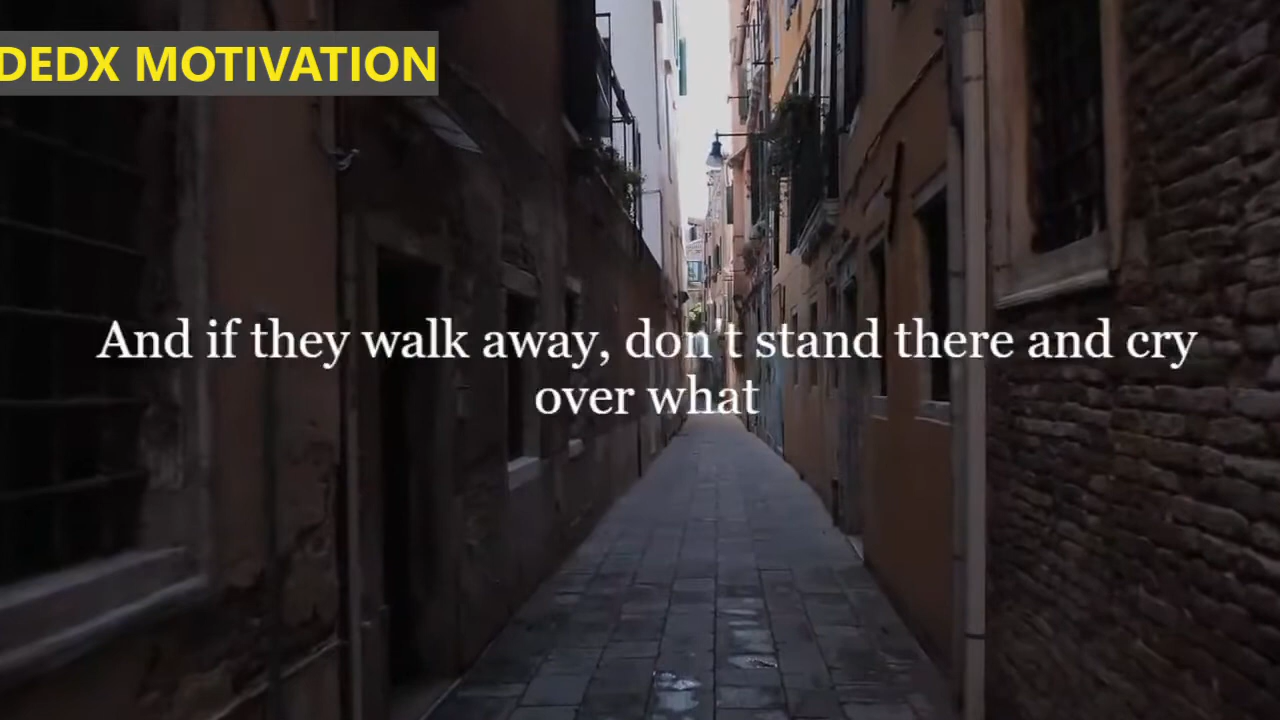 DEDX MOTIVATION
And if they walk away, don't stand there and cry
over what